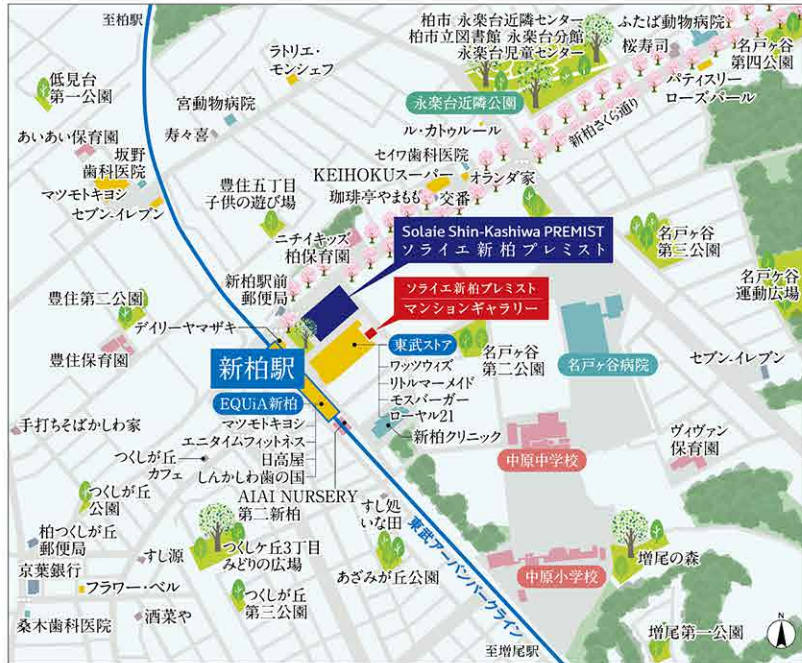 至柏駅
柏市 永楽台近隣センター
柏市立図書館 永楽台分館
永楽台児童センター
ふたば動物病院
桜寿司
名戸ヶ谷
第四公園
パティスリー
ローズバール
ラトリエ・
モンシェフ
低見台
第一公園
宮動物病院
寿々喜
永楽台近隣公園
ル・カトゥルール
新柏さくら通り
あいあい保育園
坂野
歯科医院
マツモトキヨシ
セブン-イレブン
豊住五丁目
子供の遊び場
セイワ歯科医院
KEIHOKUスーパー
オランダ家
珈琲亭やまもも
交番
ニチイキッズ
柏保育園
Solaie Shin-Kashiwa PREMIST
ソライエ新柏プレミスト
名戸ヶ谷
第三公園
名戸ヶ谷
運動広場
新柏駅前
郵便局
ソライエ新柏プレミスト
マンションギャラリー
豊住第二公園
デイリーヤマザキ
豊住保育園
新柏駅
東武ストア
ワッツウィズ
リトルマーメイド
モスバーガー
ローヤル21
新柏クリニック
名戸ヶ谷
第二公園
名戸ヶ谷病院
セブン-イレブン
EQUiA新柏
マツモトキヨシ
エニタイムフィットネス
日高屋
しんかしわ歯の国
手打ちそばかしわ家
つくしが丘
カフェ
AIAI NURSERY
第二新柏
中原中学校
ヴィヴァン
保育園
つくしが丘
公園
柏つくしが丘
郵便局
すし源
京葉銀行
フラワー・ベル
桑木歯科医院
酒菜や
つくしケ丘3丁目
みどりの広場
つくしが丘
第三公園
すし処
いな田
あざみが丘公園
東武アーバンパークライン
中原小学校
増尾の森
増尾第一公園
至増尾駅
N